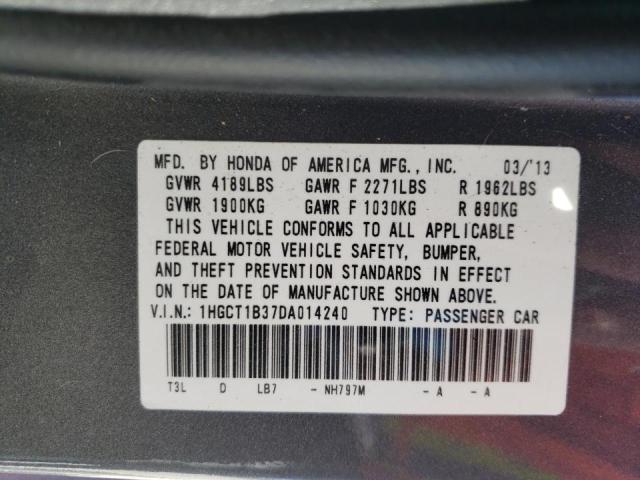 MFD. BY HONDA OF AMERICA MFG., INC. 03/'13
GVWR 4189LBS GAWR F 2271LBS R 1962LBS
GVWR 1900KG GAWR F 1030KG R 890KG
THIS VEHICLE CONFORMS TO ALL APPLICABLE
FEDERAL MOTOR VEHICLE SAFETY, BUMPER,
AND THEFT PREVENTION STANDARDS IN EFFECT
ON THE DATE OF MANUFACTURE SHOWN ABOVE.
V.I.N.: 1HGCT1B37DA014240 TYPE: PASSENGER CAR
T3L D LB7 - NH797M - A - A